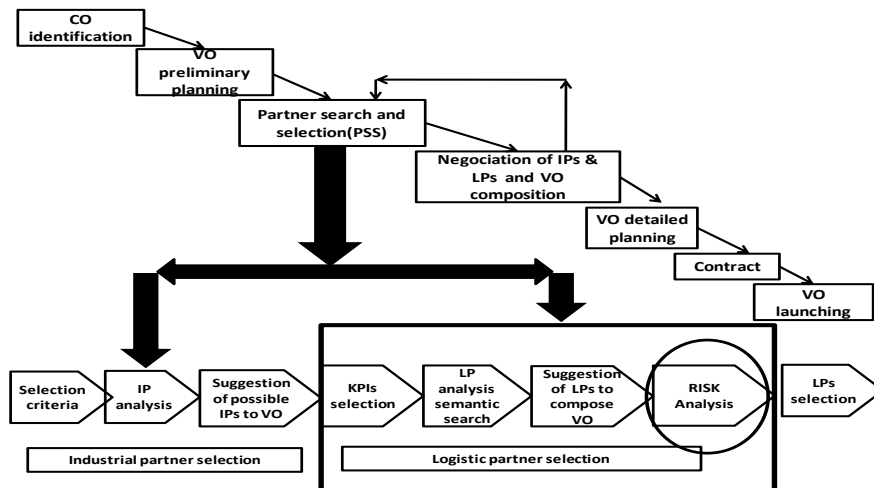 CO
identification
VO
preliminary
planning
Partner search and
selection(PSS)
Negociation of IPs &
LPs and VO
composition
VO detailed
planning
Contract
VO
launching
Selection
criteria
IP
analysis
Suggestion
of possible
IPs to VO
KPIs
selection
LP
analysis
semantic
search
Suggestion
of LPs to
compose
VO
RISK
Analysis
LPs
selection
Industrial partner selection
Logistic partner selection